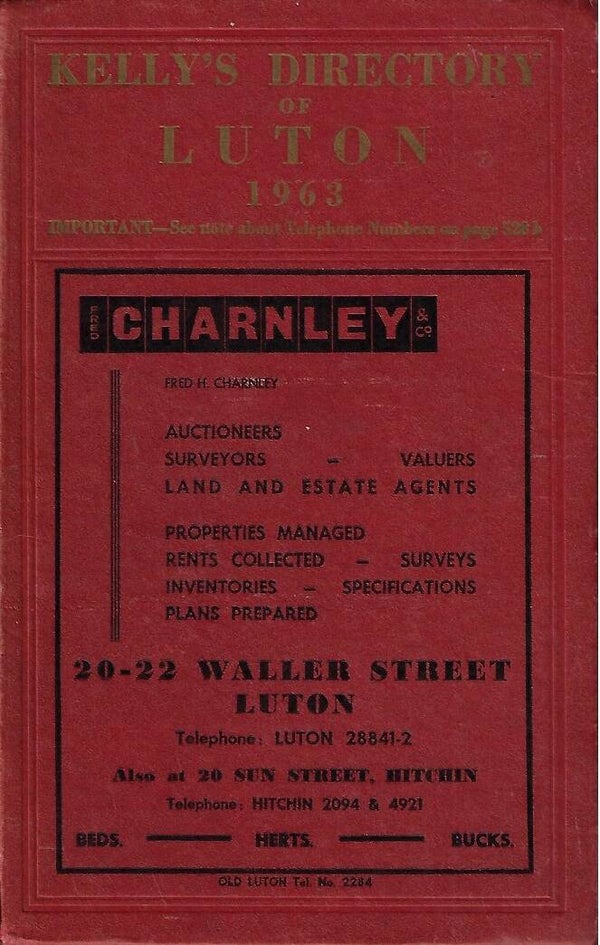 KELLY'S DIRECTORY
OF
LUTON
1963
IMPORTANT—See note about Telephone Numbers on page
FRED CHARNLEY & CO.
FRED H. CHARNLEY
AUCTIONEERS
SURVEYORS – VALUERS
LAND AND ESTATE AGENTS
PROPERTIES MANAGED
RENTS COLLECTED – SURVEYS
INVENTORIES – SPECIFICATIONS
PLANS PREPARED
20-22 WALLER STREET
LUTON
Telephone: LUTON 28841-2
Also at 20 SUN STREET, HITCHIN
Telephone: HITCHIN 2094 & 4921
BEDS. — HERTS. — BUCKS.
OLD LUTON Tel. No. 2284